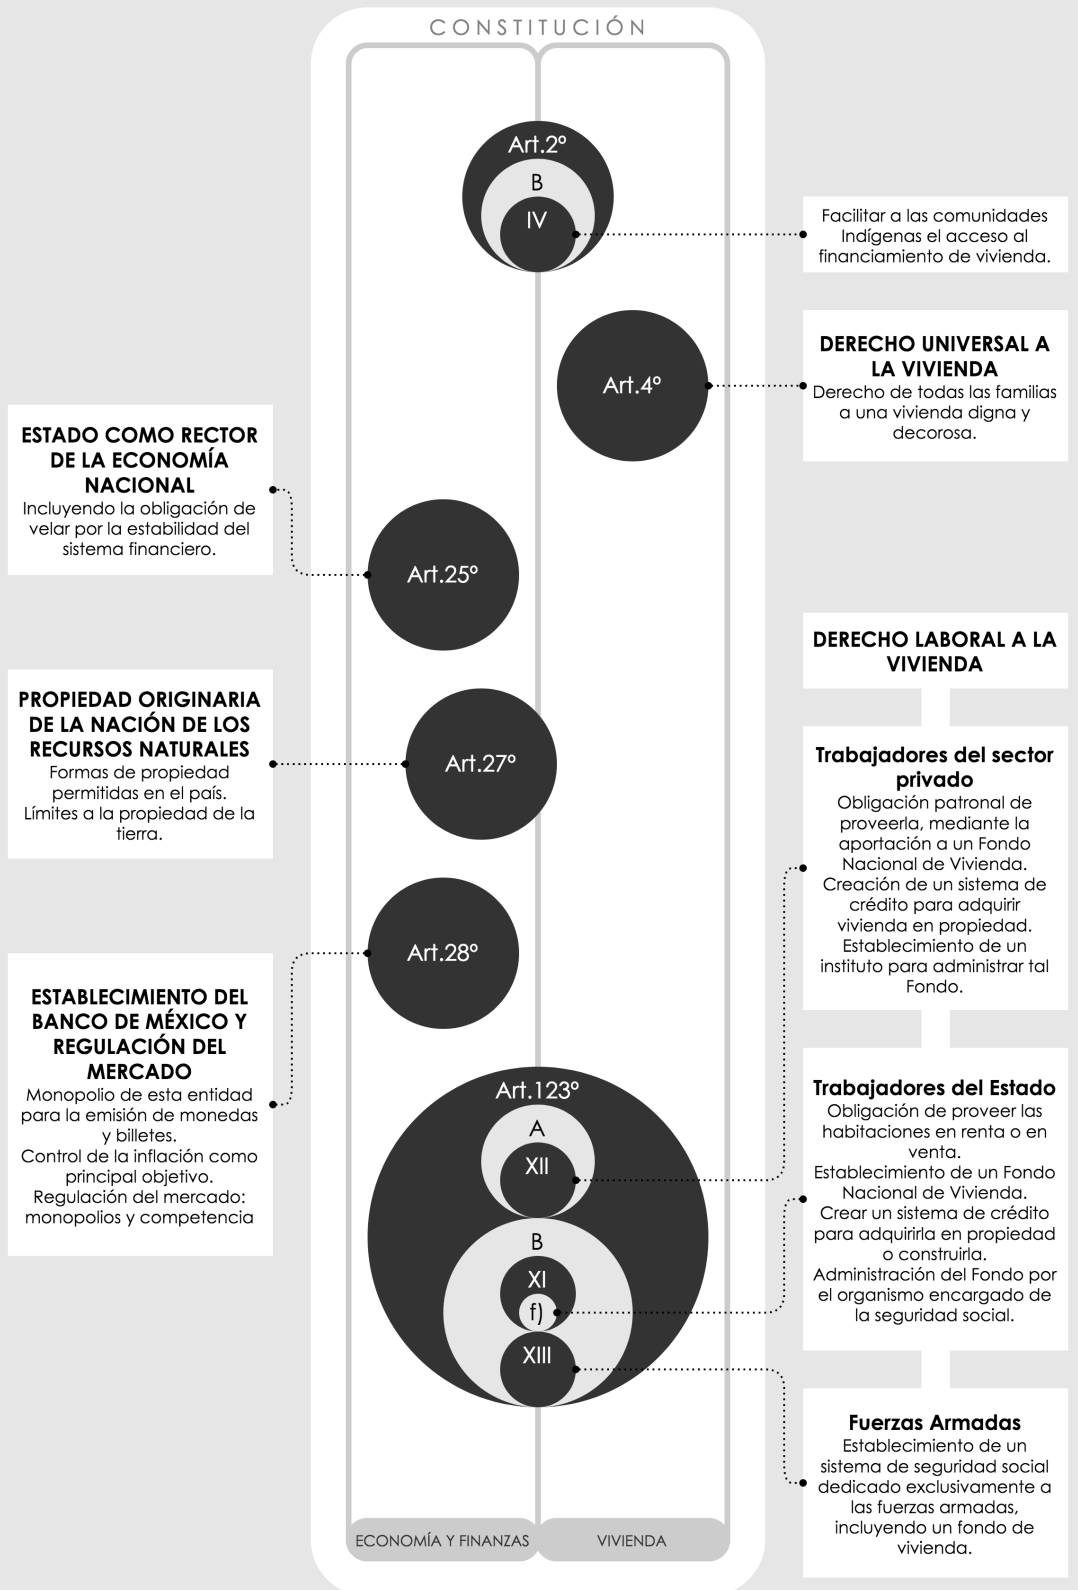 CONSTITUCIÓN
Art.2º
B
IV
Facilitar a las comunidades
Indígenas el acceso al
financiamiento de vivienda.
Art.4º
DERECHO UNIVERSAL A
LA VIVIENDA
Derecho de todas las familias
a una vivienda digna y
decorosa.
ESTADO COMO RECTOR
DE LA ECONOMÍA
NACIONAL
Incluyendo la obligación de
velar por la estabilidad del
sistema financiero.
Art.25º
PROPIEDAD ORIGINARIA
DE LA NACIÓN DE LOS
RECURSOS NATURALES
Formas de propiedad
permitidas en el país.
Límites a la propiedad de la
tierra.
Art.27º
Art.28º
ESTABLECIMIENTO DEL
BANCO DE MÉXICO Y
REGULACIÓN DEL
MERCADO
Monopolio de esta entidad
para la emisión de monedas
y billetes.
Control de la inflación como
principal objetivo.
Regulación del mercado:
monopolios y competencia
Art.123º
A
XII
B
XI
f)
XIII
DERECHO LABORAL A LA
VIVIENDA
Trabajadores del sector
privado
Obligación patronal de
proveerla, mediante la
aportación a un Fondo
Nacional de Vivienda.
Creación de un sistema de
crédito para adquirir
vivienda en propiedad.
Establecimiento de un
instituto para administrar tal
Fondo.
Trabajadores del Estado
Obligación de proveer las
habitaciones en renta o en
venta.
Establecimiento de un Fondo
Nacional de Vivienda.
Crear un sistema de crédito
para adquirirla en propiedad
o construirla.
Administración del Fondo por
el organismo encargado de
la seguridad social.
Fuerzas Armadas
Establecimiento de un
sistema de seguridad social
dedicado exclusivamente a
las fuerzas armadas,
incluyendo un fondo de
vivienda.
ECONOMÍA Y FINANZAS
VIVIENDA